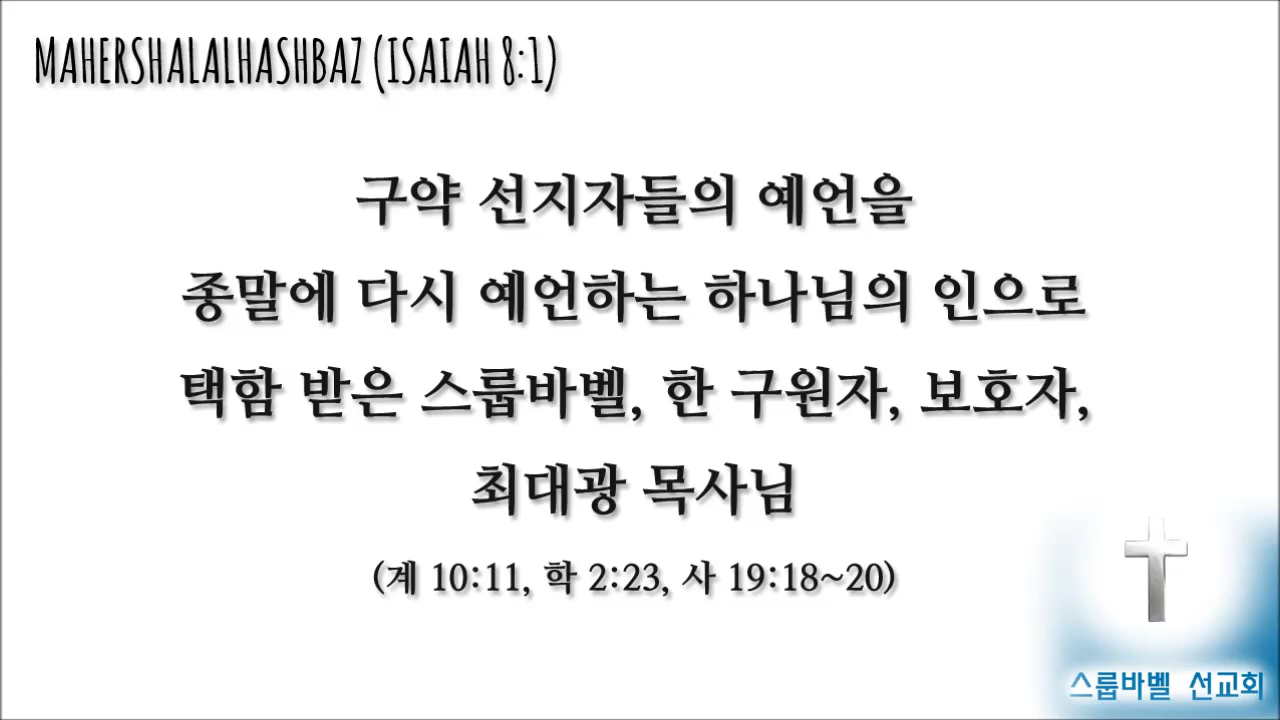 MAHERSHALALHASHBAZ (ISAIAH 8:1)
구약 선지자들의 예언을
종말에 다시 예언하는 하나님의 인으로
택함 받은 스룹바벨, 한 구원자, 보호자,
최대광 목사님
(계 10:11, 학 2:23, 사 19:18~20)
스룹바벨 선교회